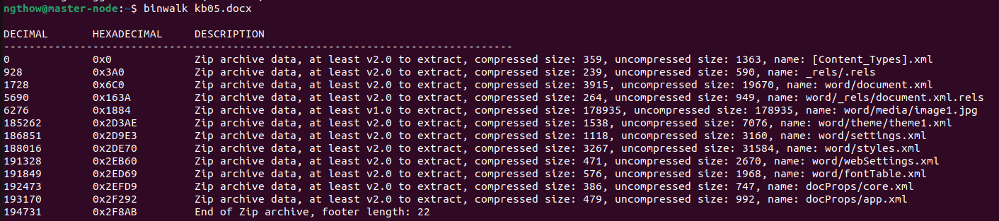 ngthow@master-node:~$ binwalk kb05.docx
DECIMAL       HEXADECIMAL     DESCRIPTION
--------------------------------------------------------------------------------
0             0x0             Zip archive data, at least v2.0 to extract, compressed size: 359, uncompressed size: 1363, name: [Content_Types].xml
928           0x3A0           Zip archive data, at least v2.0 to extract, compressed size: 239, uncompressed size: 590, name: _rels/.rels
1728          0x6C0           Zip archive data, at least v2.0 to extract, compressed size: 3915, uncompressed size: 19670, name: word/document.xml
5690          0x163A          Zip archive data, at least v2.0 to extract, compressed size: 264, uncompressed size: 949, name: word/_rels/document.xml.rels
6276          0x1884          Zip archive data, at least v1.0 to extract, compressed size: 178935, uncompressed size: 178935, name: word/media/image1.jpg
185262        0x2D3AE         Zip archive data, at least v2.0 to extract, compressed size: 1538, uncompressed size: 7076, name: word/theme/theme1.xml
186851        0x2D9E3         Zip archive data, at least v2.0 to extract, compressed size: 1118, uncompressed size: 3160, name: word/settings.xml
188016        0x2DE70         Zip archive data, at least v2.0 to extract, compressed size: 3267, uncompressed size: 31584, name: word/styles.xml
191328        0x2EB60         Zip archive data, at least v2.0 to extract, compressed size: 471, uncompressed size: 2670, name: word/webSettings.xml
191849        0x2ED69         Zip archive data, at least v2.0 to extract, compressed size: 576, uncompressed size: 1968, name: word/fontTable.xml
192473        0x2EFD9         Zip archive data, at least v2.0 to extract, compressed size: 386, uncompressed size: 747, name: docProps/core.xml
193170        0x2F292         Zip archive data, at least v2.0 to extract, compressed size: 479, uncompressed size: 992, name: docProps/app.xml
194731        0x2F8AB         End of Zip archive, footer length: 22